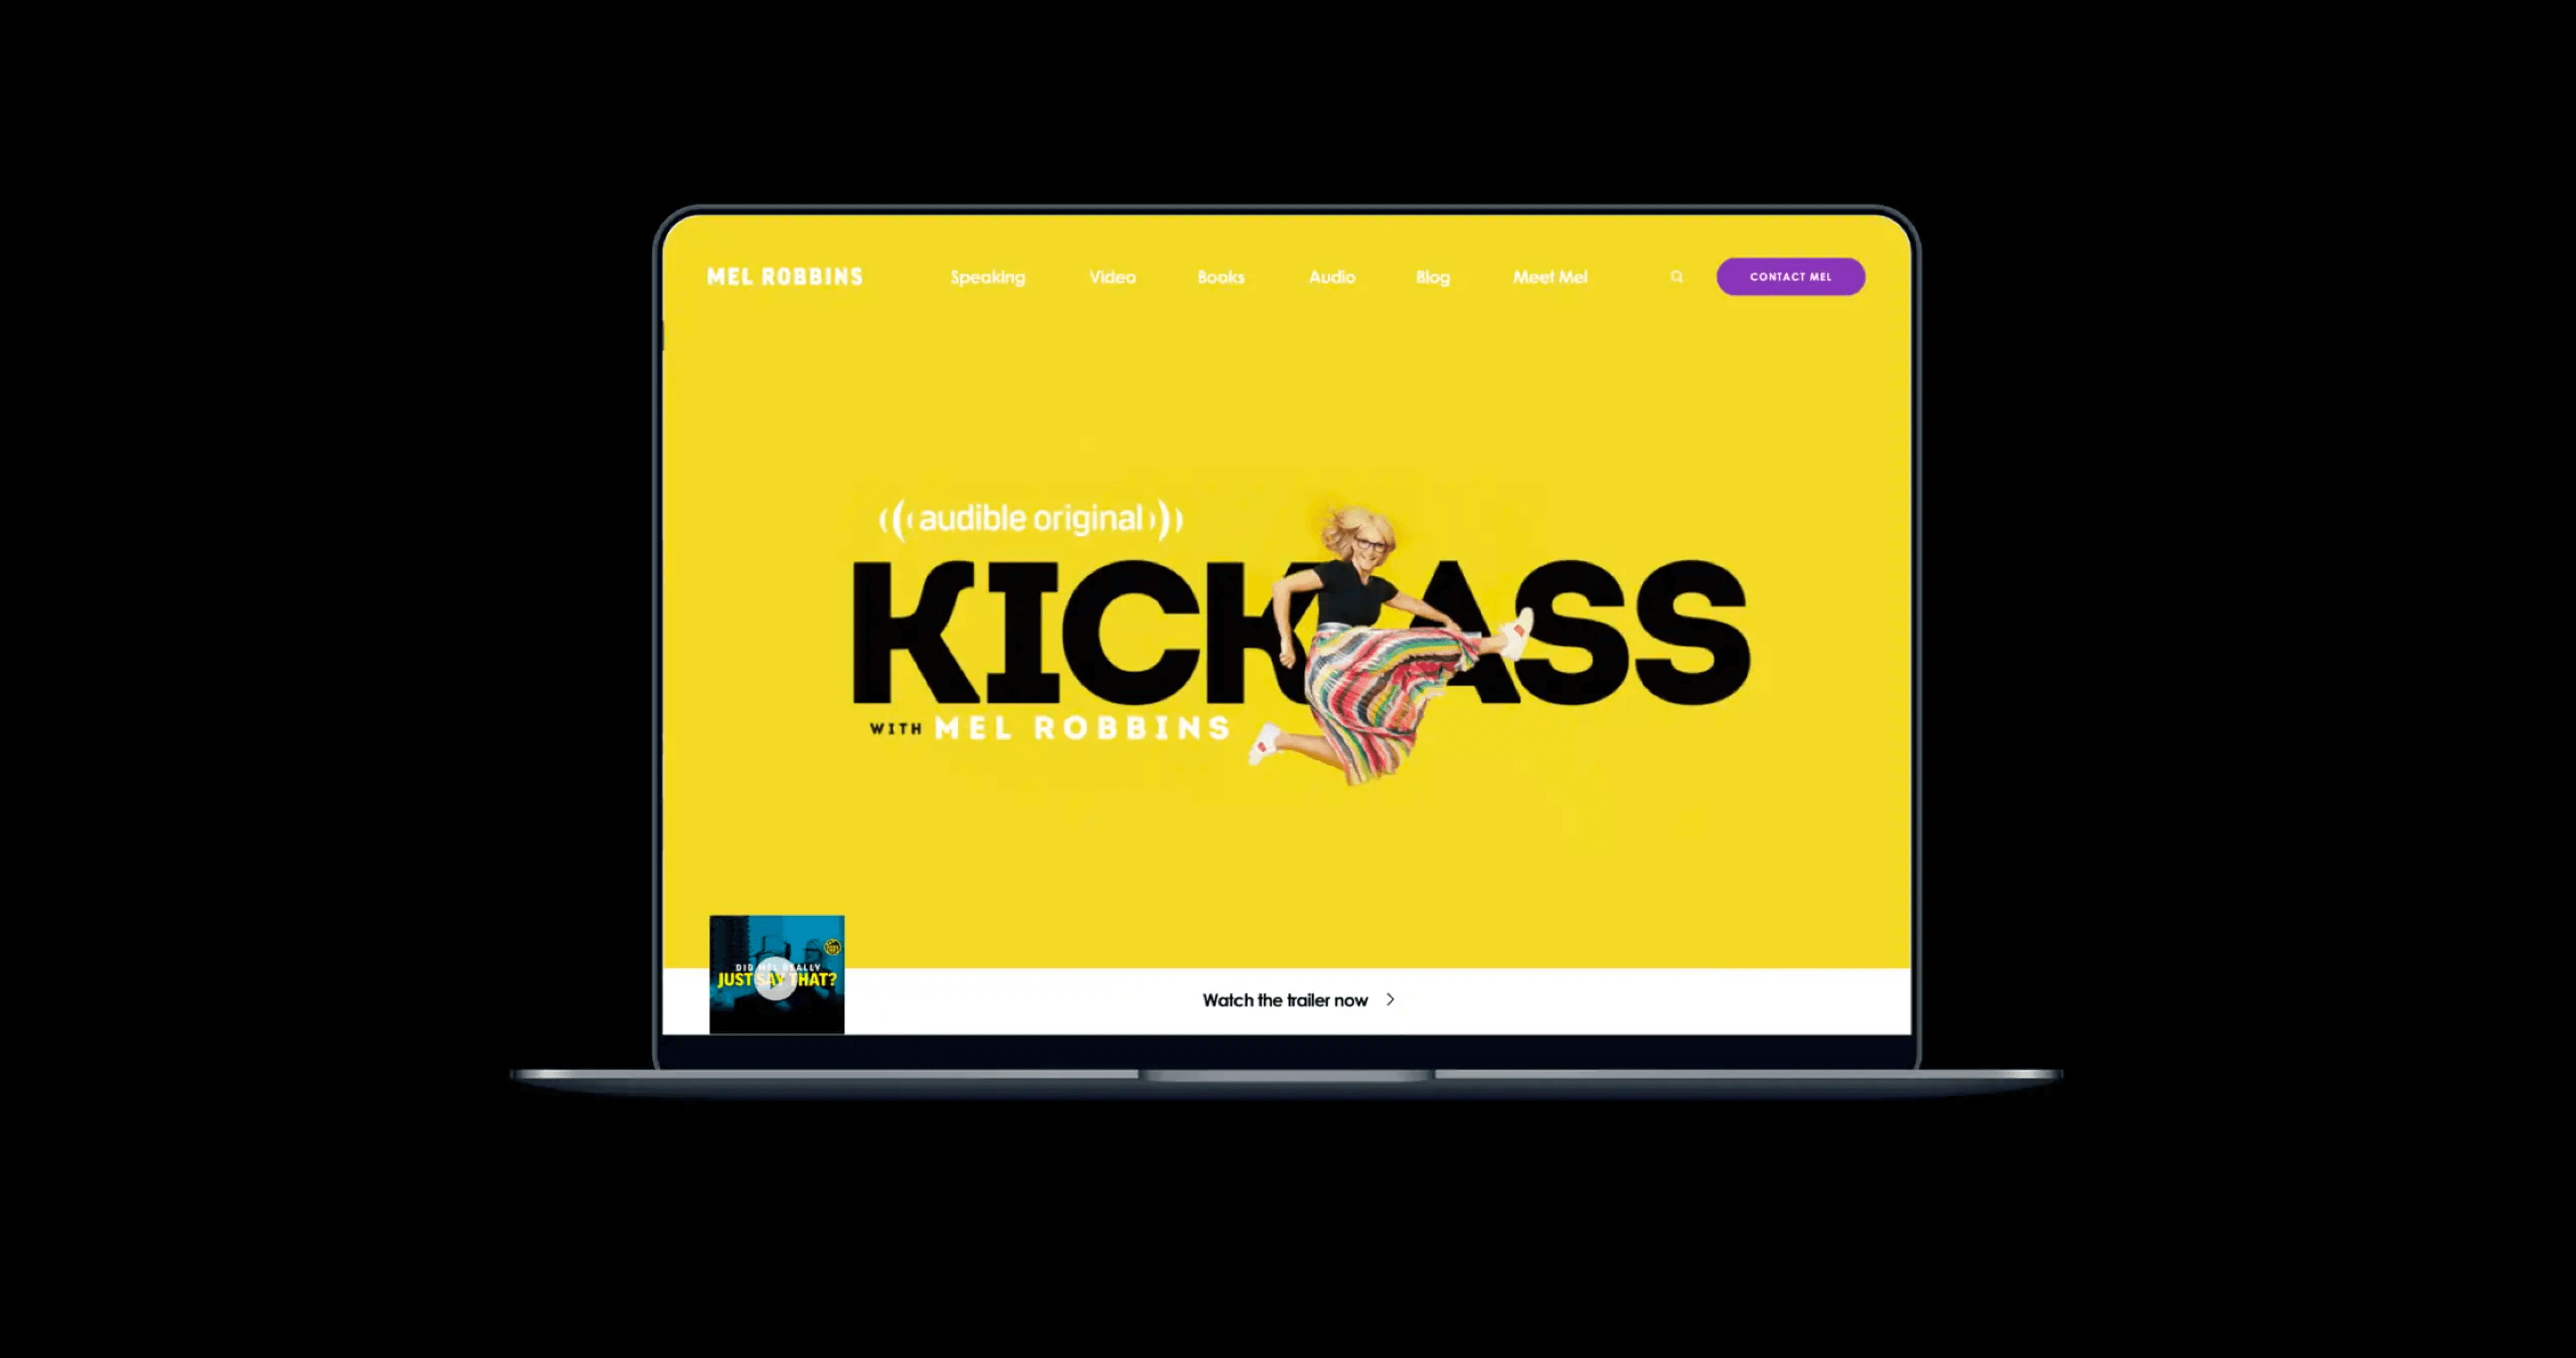 MEL ROBBINS Speaking Video Books Audio Blog Meet Mel CONTACT MEL
audible original
KICK ASS
WITH MEL ROBBINS
DID MEL REALLY
JUST SAY THAT?
Watch the trailer now